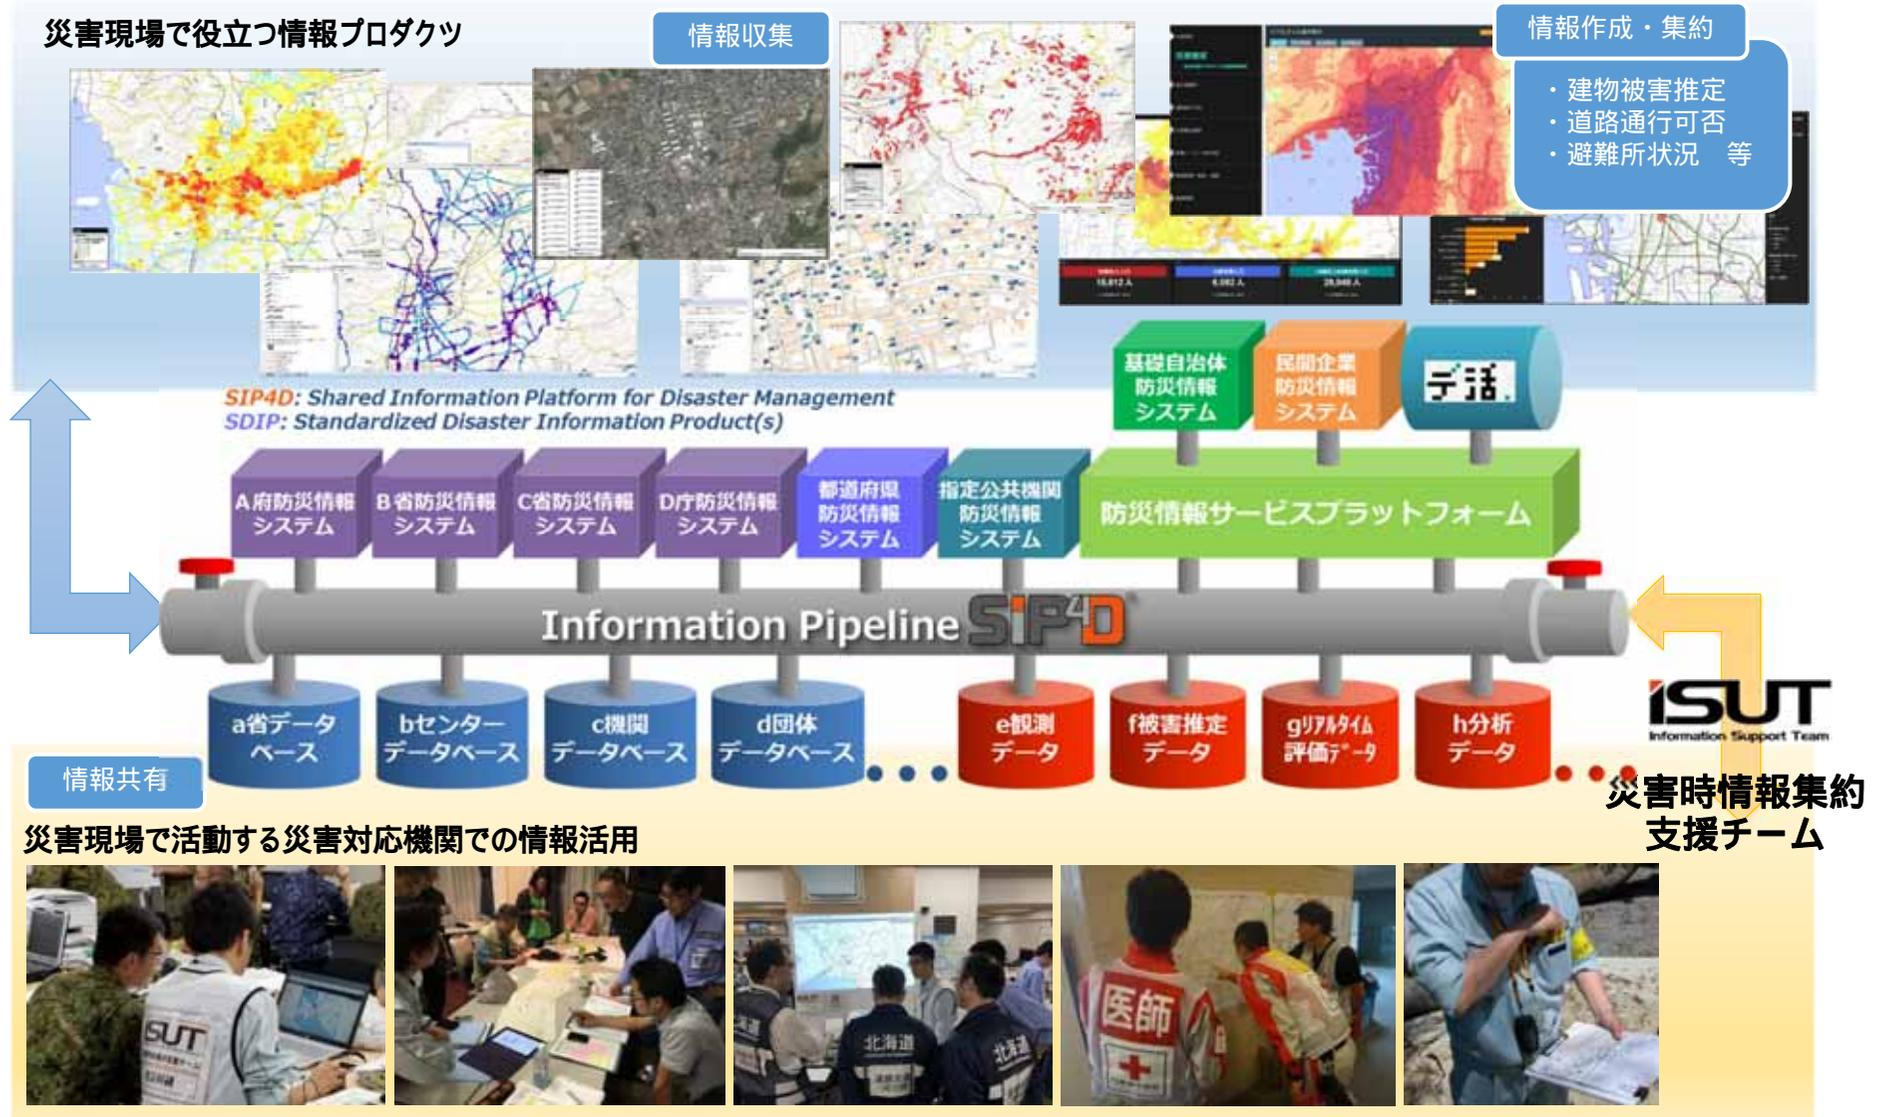 災害現場で役立つ情報プロダクツ
情報収集
情報作成・集約
・建物被害推定
・道路通行可否
・避難所状況　等
15,812人
6,082人
SIP4D: Shared Information Platform for Disaster Management
SDIP: Standardized Disaster Information Product(s)
基礎自治体
防災情報
システム
民間企業
防災情報
システム
デ活.
A府防災情報
システム
B省防災情報
システム
C省防災情報
システム
D庁防災情報
システム
都道府県
防災情報
システム
指定公共機関
防災情報
システム
防災情報サービスプラットフォーム
Information Pipeline SIP4D
a省データ
ベース
bセンター
データベース
c機関
データベース
d団体
データベース
e観測
データ
f被害推定
データ
gリアルタイム
評価データ
h分析
データ
ISUT
Information Support Team
災害時情報集約
支援チーム
情報共有
災害現場で活動する災害対応機関での情報活用
ISUT
北海道
北海道
医師